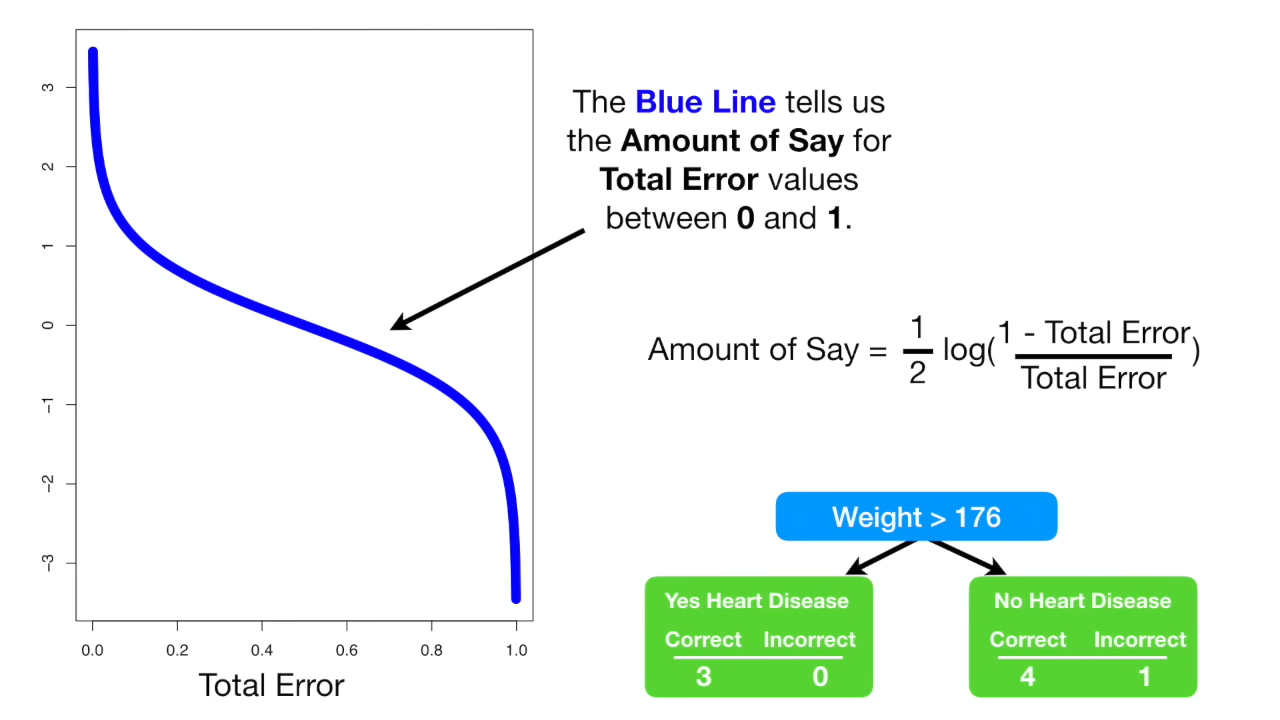 3
2
1
0
-1
-2
-3
0.0 0.2 0.4 0.6 0.8 1.0
Total Error
The Blue Line tells us
the Amount of Say for
Total Error values
between 0 and 1.
Amount of Say = 1/2 log(1 - Total Error/Total Error)
Weight > 176
Yes Heart Disease
Correct Incorrect
3 0
No Heart Disease
Correct Incorrect
4 1